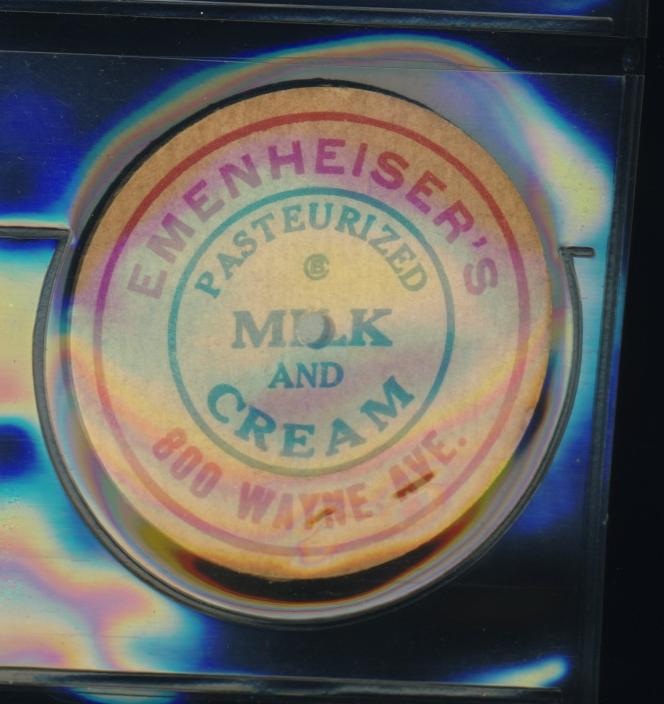 EMENHEISER'S
PASTEURIZED
MILK
AND
CREAM
800 WAYNE AVE.